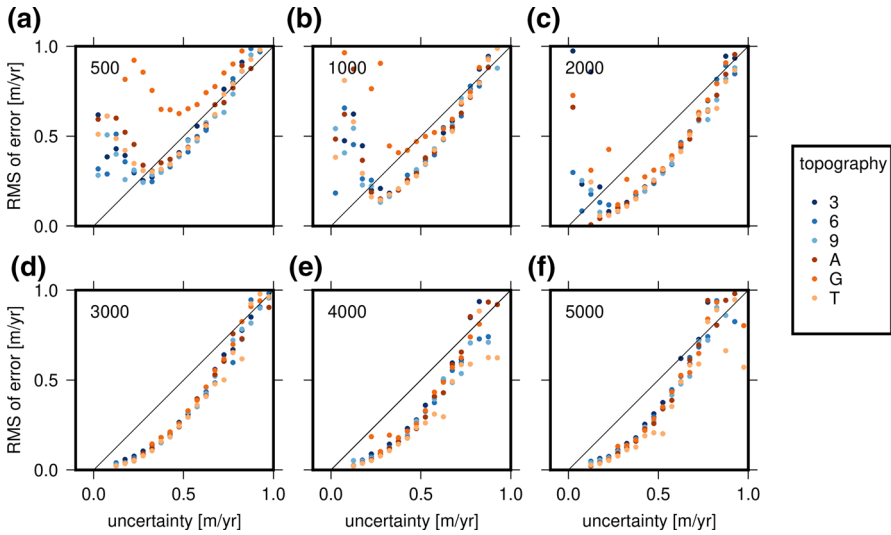 (a) (b) (c)
1.0
500 1000 2000
RMS of error [m/yr]
0.5
0.0
topography
3
6
9
A
G
T
(d) (e) (f)
1.0
3000 4000 5000
RMS of error [m/yr]
0.5
0.0
0.0 0.5 1.0 0.0 0.5 1.0 0.0 0.5 1.0
uncertainty [m/yr] uncertainty [m/yr] uncertainty [m/yr]